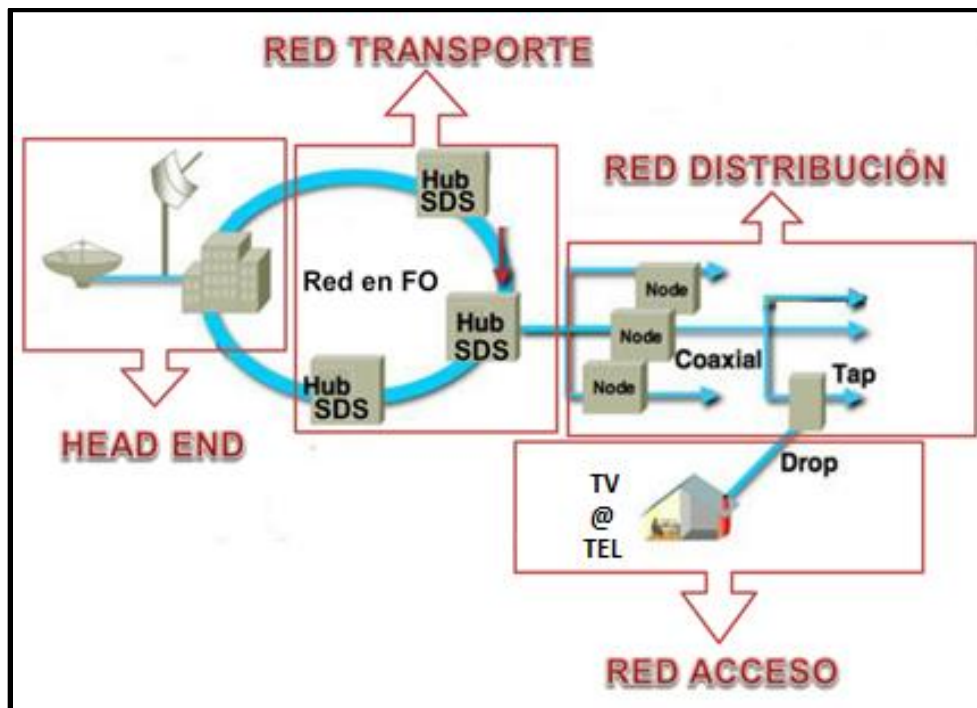 RED TRANSPORTE
RED DISTRIBUCIÓN
Hub
SDS
Red en FO
Hub
SDS
Hub
SDS
Node
Node
Node
Coaxial
Tap
HEAD END
Drop
TV
@
TEL
RED ACCESO